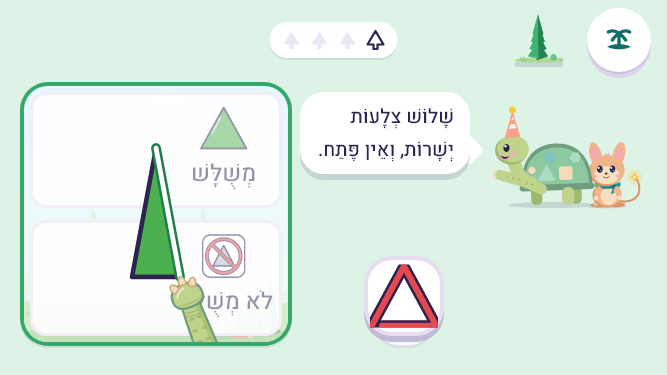 שָׁלוֹשׁ צְלָעוֹת
יְשָׁרוֹת, וְאֵין פֶּתַח.
מְשֻׁלָּשׁ
לֹא